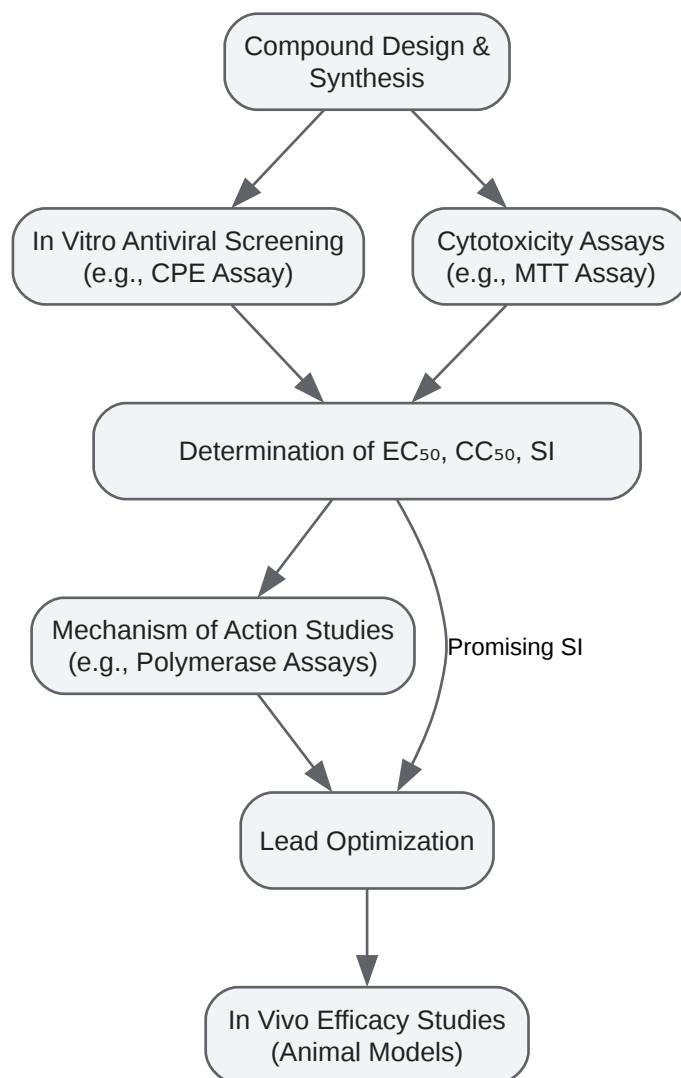 Compound Design &
Synthesis
In Vitro Antiviral Screening
(e.g., CPE Assay)
Cytotoxicity Assays
(e.g., MTT Assay)
Determination of EC₅₀, CC₅₀, SI
Mechanism of Action Studies
(e.g., Polymerase Assays)
Promising SI
Lead Optimization
In Vivo Efficacy Studies
(Animal Models)